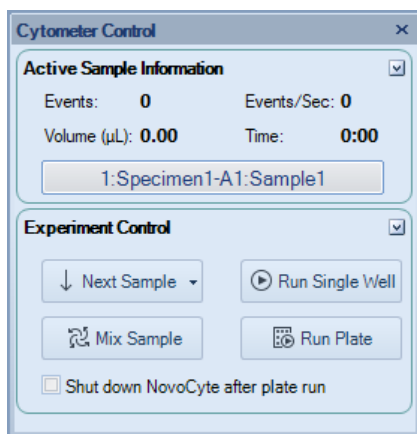 Cytometer Control
Active Sample Information
Events: 0 Events/Sec: 0
Volume (µL): 0.00 Time: 0:00
1:Specimen1-A1:Sample1
Experiment Control
Next Sample Run Single Well
Mix Sample Run Plate
Shut down NovoCyte after plate run